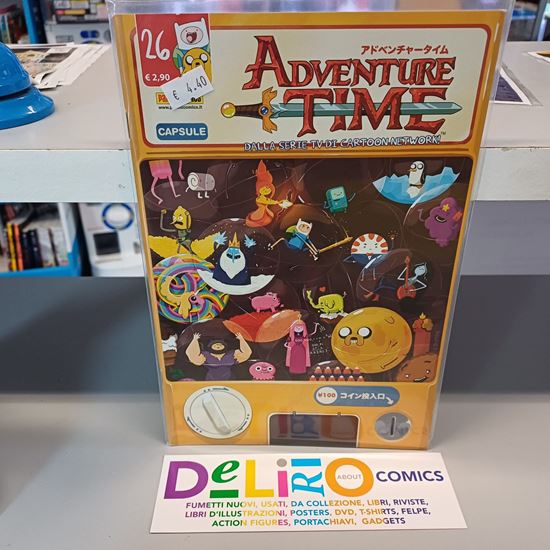 26
€ 2,90
€ 4.40
CAPSULE
アドベンチャータイム
ADVENTURE
TIME
™
DALLA SERIE TV DI CARTOON NETWORK!
¥100 コイン投入口
DeLiRiO ABOUT COMICS
FUMETTI NUOVI, USATI, DA COLLEZIONE, LIBRI, RIVISTE,
LIBRI D'ILLUSTRAZIONI, POSTERS, DVD, T-SHIRTS, FELPE,
ACTION FIGURES, PORTACHIAVI, GADGETS